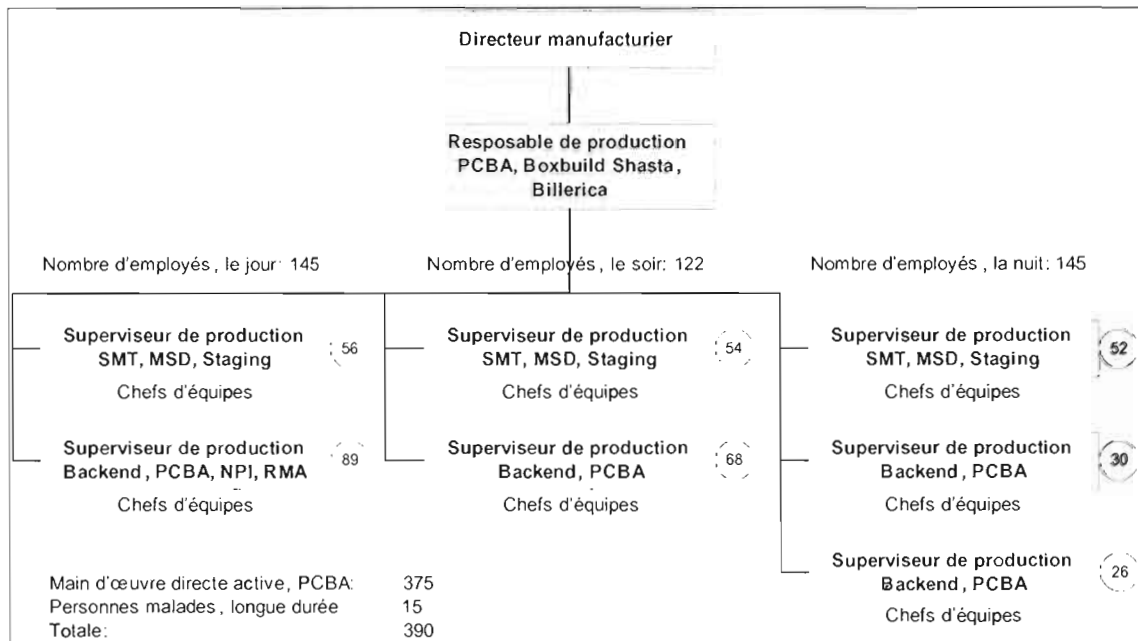 Directeur manufacturier
Resposable de production
PCBA, Boxbuild Shasta,
Billerica
Nombre d'employés, le jour: 145
Nombre d'employés, le soir: 122
Nombre d'employés, la nuit: 145
Superviseur de production
SMT, MSD, Staging
56
Chefs d'équipes
Superviseur de production
SMT, MSD, Staging
54
Chefs d'équipes
Superviseur de production
SMT, MSD, Staging
52
Chefs d'équipes
Superviseur de production
Backend, PCBA, NPI, RMA
89
Chefs d'équipes
Superviseur de production
Backend, PCBA
68
Chefs d'équipes
Superviseur de production
Backend, PCBA
30
Chefs d'équipes
Superviseur de production
Backend, PCBA
26
Chefs d'équipes
Main d'œuvre directe active, PCBA: 375
Personnes malades, longue durée 15
Totale: 390